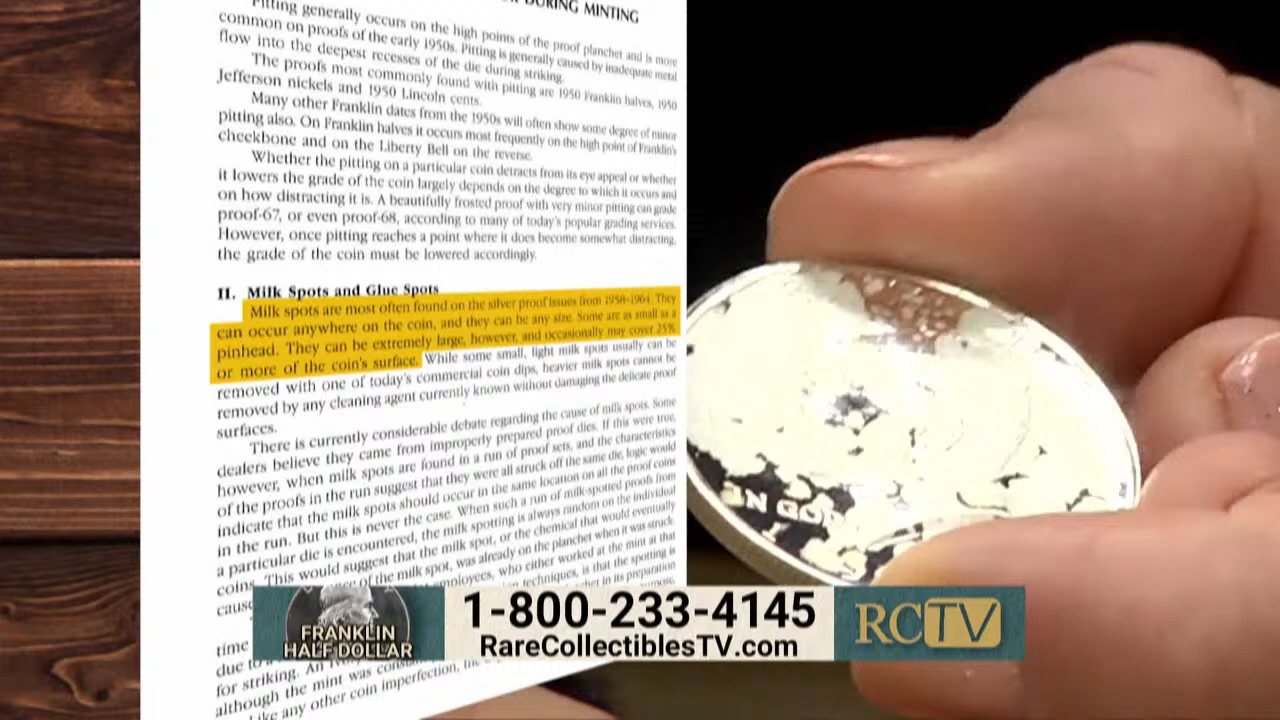 DURING MINTING
Pitting generally occurs on the high points of the proof planchet and is more
common on proofs of the early 1950s. Pitting is generally caused by inadequate metal
flow into the deepest recesses of the die during striking.
The proofs most commonly found with pitting are 1950 Franklin halves, 1950
Jefferson nickels and 1950 Lincoln cents.
Many other Franklin dates from the 1950s will often show some degree of minor
pitting also. On Franklin halves it occurs most frequently on the high point of Franklin's
cheekbone and on the Liberty Bell on the reverse.
Whether the pitting on a particular coin detracts from its eye appeal or whether
it lowers the grade of the coin largely depends on the degree to which it occurs and
on how distracting it is. A beautifully frosted proof with very minor pitting can grade
proof-67, or even proof-68, according to many of today's popular grading services.
However, once pitting reaches a point where it does become somewhat distracting,
the grade of the coin must be lowered accordingly.
II. Milk Spots and Glue Spots
Milk spots are most often found on the silver proof issues from 1958-1964. They
can occur anywhere on the coin, and they can be any size. Some are as small as a
pinhead. They can be extremely large, however, and occasionally may cover 25%
or more of the coin's surface. While some small, light milk spots usually can be
removed with one of today's commercial coin dips, heavier milk spots cannot be
removed by any cleaning agent currently known without damaging the delicate proof
surfaces.
There is currently considerable debate regarding the cause of milk spots. Some
dealers believe they came from improperly prepared proof dies. If this were true,
however, when milk spots are found in a run of proof sets, and the characteristics
of the proofs in the run suggest that they were all struck off the same die, logic would
indicate that the milk spots should occur in the same location on all the proof coins
in the run. But this is never the case. When such a run of milk-spotted proofs from
a particular die is encountered, the milk spotting is always random on the individual
coins. This would suggest that the milk spot, or the chemical that would eventually
of the milk spot, was already on the planchet when it was struck
employees, who either worked at the mint at that
time
techniques, is that the spotting is
in its preparation
due to
for striking. An
although the mint was
Like any other coin imperfection,
N GOD
FRANKLIN
HALF DOLLAR
1-800-233-4145
RareCollectiblesTV.com
RCTV